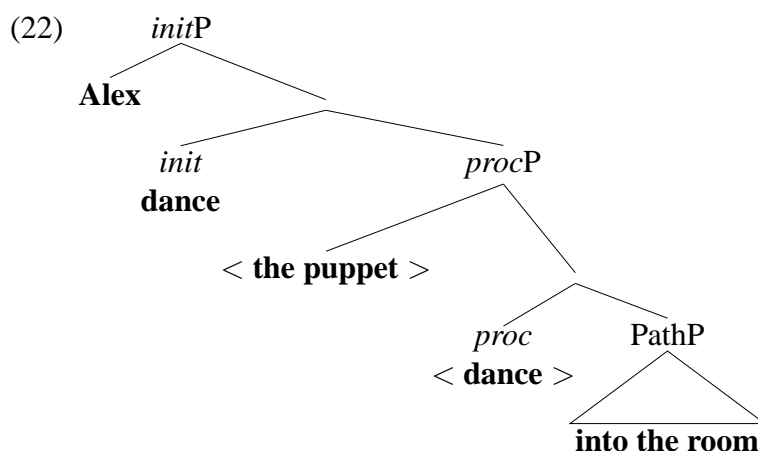 (22) initP
Alex
init procP
dance
< the puppet >
proc PathP
< dance >
into the room